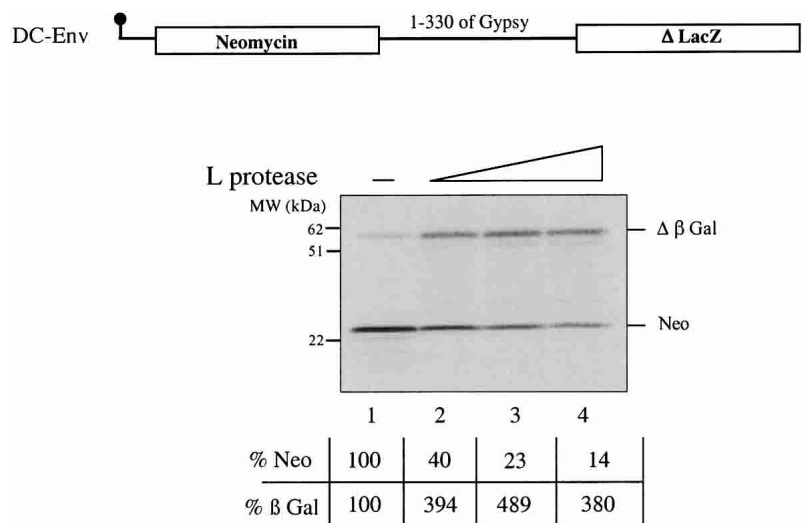 1-330 of Gypsy
DC-Env
Neomycin
Δ LacZ
L protease
—
MW (kDa)
62
51
22
Δ β Gal
Neo
1 2 3 4
% Neo 100 40 23 14
% ß Gal 100 394 489 380